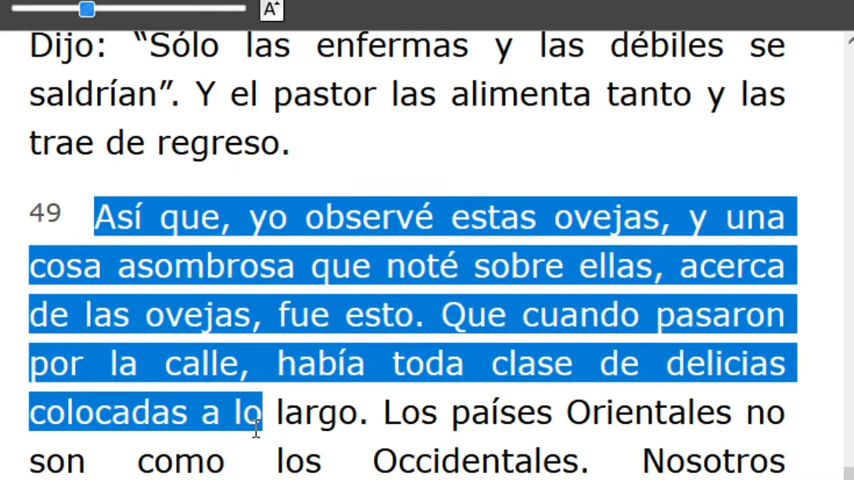 A
Dijo: “Sólo las enfermas y las débiles se
saldrían”. Y el pastor las alimenta tanto y las
trae de regreso.
49 Así que, yo observé estas ovejas, y una
cosa asombrosa que noté sobre ellas, acerca
de las ovejas, fue esto. Que cuando pasaron
por la calle, había toda clase de delicias
colocadas a lo largo. Los países Orientales no
son como los Occidentales. Nosotros